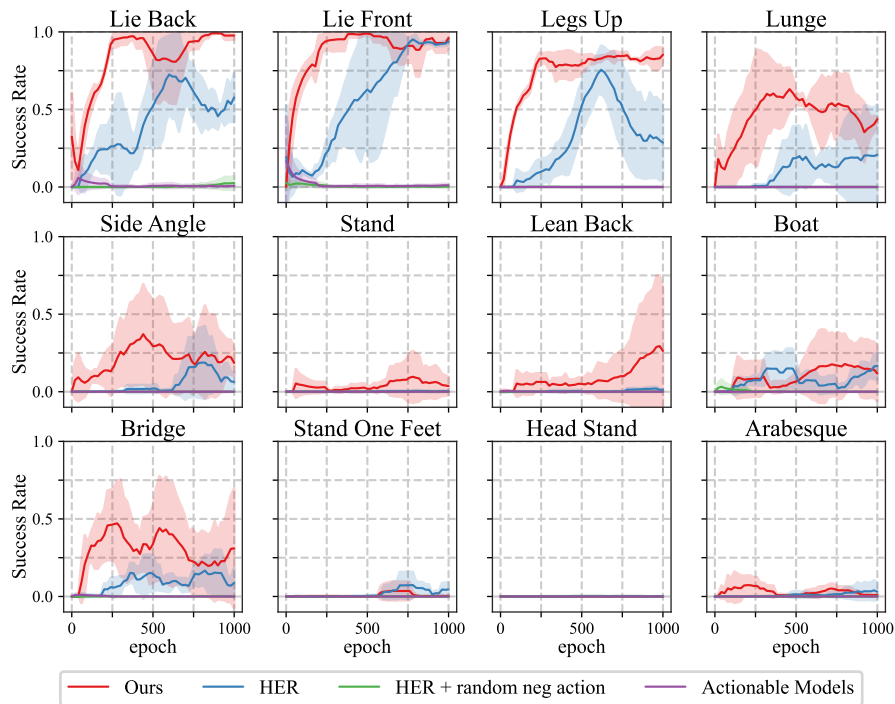 Lie Back Lie Front Legs Up Lunge
1.0
0.5
0.0
Success Rate
Side Angle Stand Lean Back Boat
1.0
0.5
0.0
Success Rate
Bridge Stand One Feet Head Stand Arabesque
1.0
0.5
0.0
Success Rate
0 500 1000 0 500 1000 0 500 1000 0 500 1000
epoch epoch epoch epoch
Ours HER HER + random neg action Actionable Models